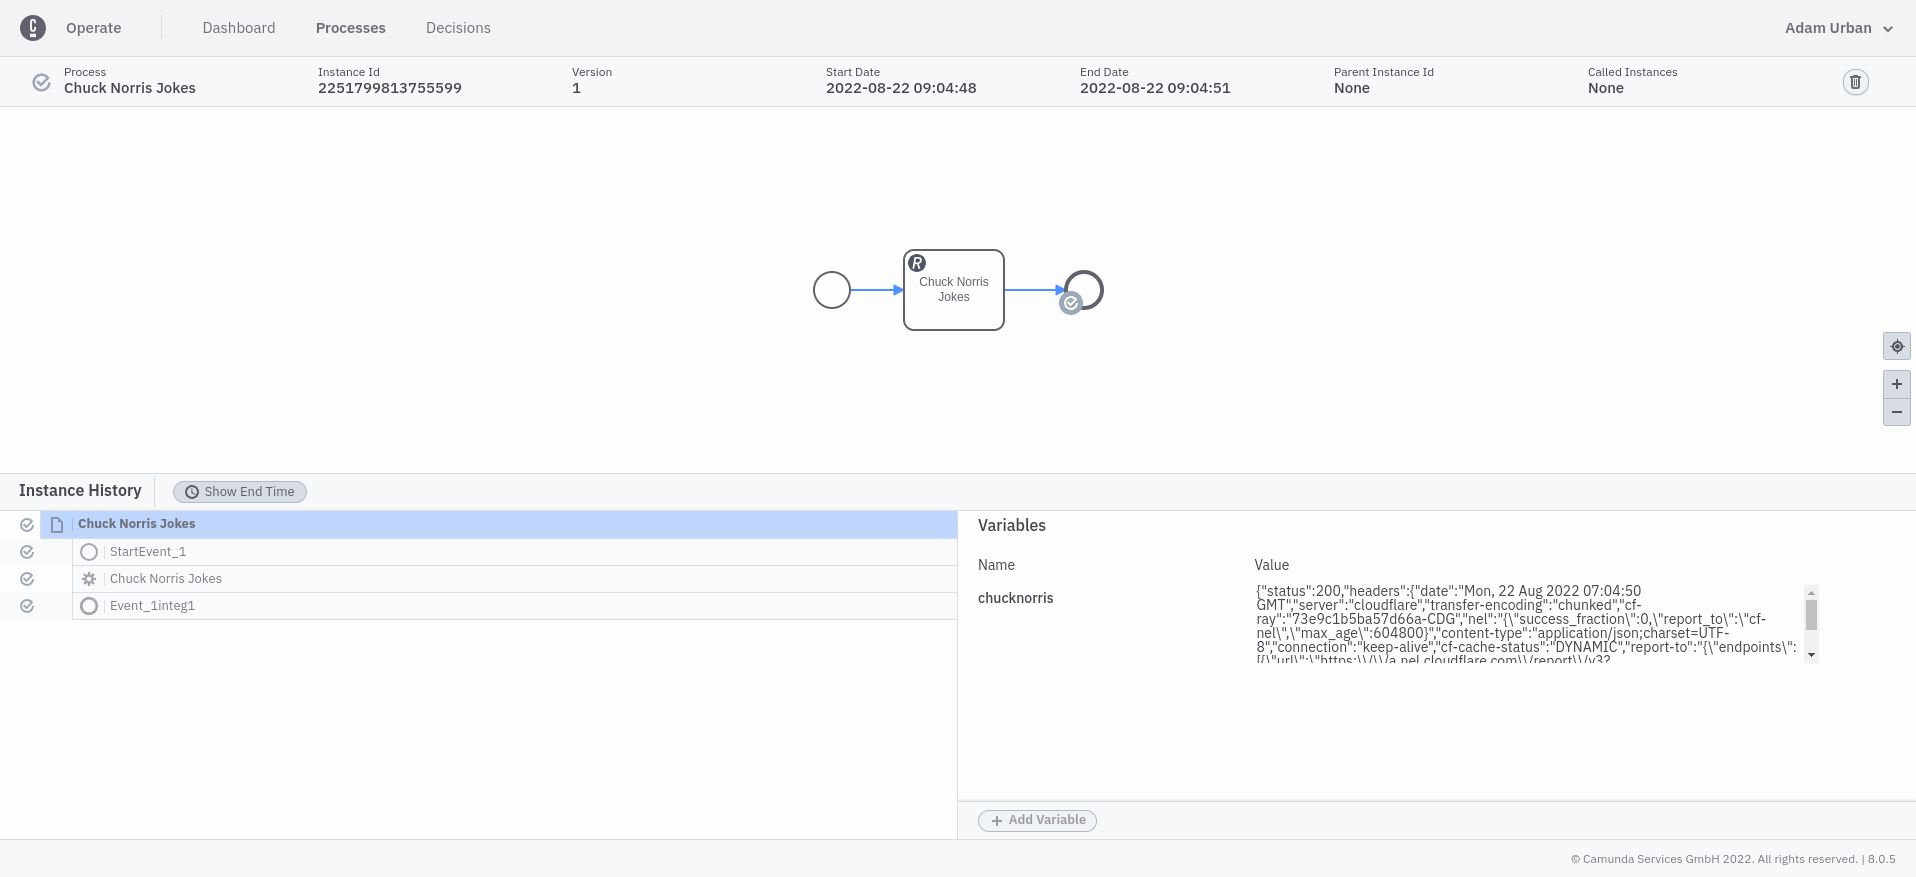 Operate
Dashboard
Processes
Decisions
Adam Urban
Process
Chuck Norris Jokes
Instance Id
2251799813755599
Version
1
Start Date
2022-08-22 09:04:48
End Date
2022-08-22 09:04:51
Parent Instance Id
None
Called Instances
None
R
Chuck Norris
Jokes
Instance History
Show End Time
Chuck Norris Jokes
StartEvent_1
Chuck Norris Jokes
Event_1integ1
Variables
Name
Value
chucknorris
{"status":200,"headers":{"date":"Mon, 22 Aug 2022 07:04:50
GMT","server":"cloudflare","transfer-encoding":"chunked","cf-
ray":"73e9c1b5ba57d66a-CDG","nel":"{\"success_fraction\":0,\"report_to\":\"cf-
nel\",\"max_age\":604800}","content-type":"application/json;charset=UTF-
8","connection":"keep-alive","cf-cache-status":"DYNAMIC","report-to":"{\"endpoints\":
[{\"url\":\"https:\\/\\/a.nel.cloudflare.com\\/report\\/v3?
Add Variable
© Camunda Services GmbH 2022. All rights reserved. | 8.0.5